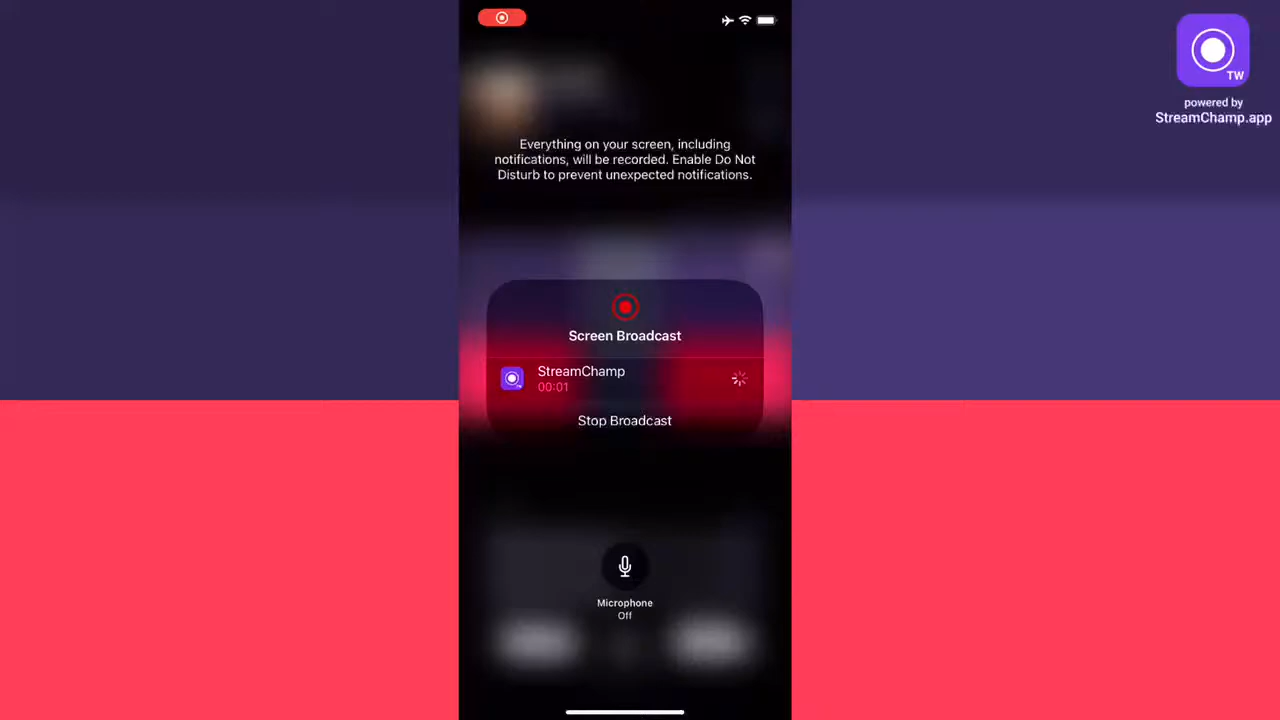 TW
powered by
StreamChamp.app
Everything on your screen, including
notifications, will be recorded. Enable Do Not
Disturb to prevent unexpected notifications.
Screen Broadcast
StreamChamp
00:01
Stop Broadcast
Microphone
Off